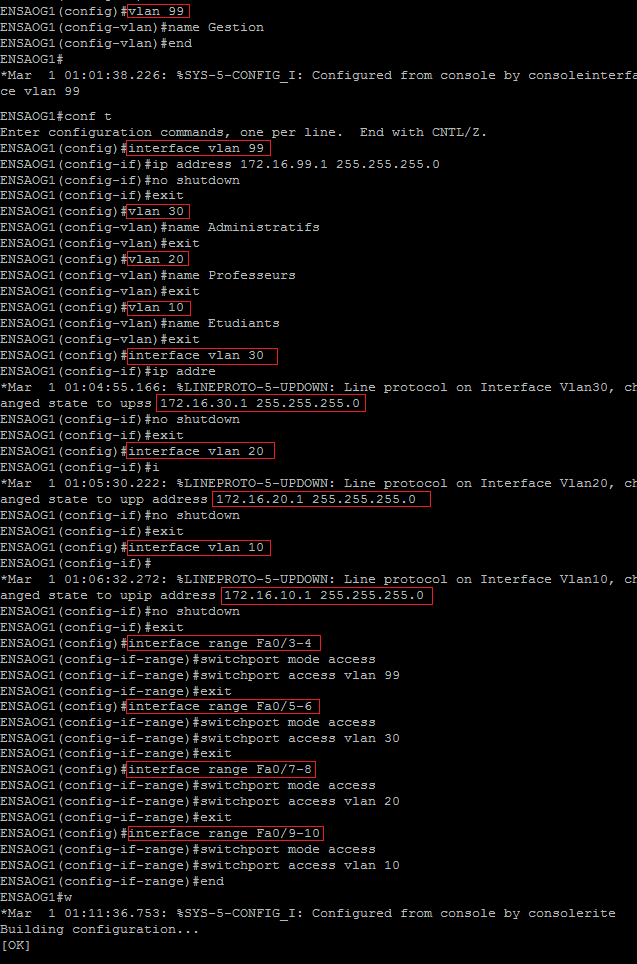 ENSAOG1(config)#vlan 99
ENSAOG1(config-vlan)#name Gestion
ENSAOG1(config-vlan)#end
ENSAOG1#
*Mar  1 01:01:38.226: %SYS-5-CONFIG_I: Configured from console by consoleinterfa
ce vlan 99
ENSAOG1#conf t
Enter configuration commands, one per line.  End with CNTL/Z.
ENSAOG1(config)#interface vlan 99
ENSAOG1(config-if)#ip address 172.16.99.1 255.255.255.0
ENSAOG1(config-if)#no shutdown
ENSAOG1(config-if)#exit
ENSAOG1(config)#vlan 30
ENSAOG1(config-vlan)#name Administratifs
ENSAOG1(config-vlan)#exit
ENSAOG1(config)#vlan 20
ENSAOG1(config-vlan)#name Professeurs
ENSAOG1(config-vlan)#exit
ENSAOG1(config)#vlan 10
ENSAOG1(config-vlan)#name Etudiants
ENSAOG1(config-vlan)#exit
ENSAOG1(config)#interface vlan 30
ENSAOG1(config-if)#ip addre
*Mar  1 01:04:55.166: %LINEPROTO-5-UPDOWN: Line protocol on Interface Vlan30, ch
anged state to upss 172.16.30.1 255.255.255.0
ENSAOG1(config-if)#no shutdown
ENSAOG1(config-if)#exit
ENSAOG1(config)#interface vlan 20
ENSAOG1(config-if)#i
*Mar  1 01:05:30.222: %LINEPROTO-5-UPDOWN: Line protocol on Interface Vlan20, ch
anged state to upp address 172.16.20.1 255.255.255.0
ENSAOG1(config-if)#no shutdown
ENSAOG1(config-if)#exit
ENSAOG1(config)#interface vlan 10
ENSAOG1(config-if)#
*Mar  1 01:06:32.272: %LINEPROTO-5-UPDOWN: Line protocol on Interface Vlan10, ch
anged state to upip address 172.16.10.1 255.255.255.0
ENSAOG1(config-if)#no shutdown
ENSAOG1(config-if)#exit
ENSAOG1(config)#interface range Fa0/3-4
ENSAOG1(config-if-range)#switchport mode access
ENSAOG1(config-if-range)#switchport access vlan 99
ENSAOG1(config-if-range)#exit
ENSAOG1(config)#interface range Fa0/5-6
ENSAOG1(config-if-range)#switchport mode access
ENSAOG1(config-if-range)#switchport access vlan 30
ENSAOG1(config-if-range)#exit
ENSAOG1(config)#interface range Fa0/7-8
ENSAOG1(config-if-range)#switchport mode access
ENSAOG1(config-if-range)#switchport access vlan 20
ENSAOG1(config-if-range)#exit
ENSAOG1(config)#interface range Fa0/9-10
ENSAOG1(config-if-range)#switchport mode access
ENSAOG1(config-if-range)#switchport access vlan 10
ENSAOG1(config-if-range)#end
ENSAOG1#w
*Mar  1 01:11:36.753: %SYS-5-CONFIG_I: Configured from console by consolerite
Building configuration...
[OK]